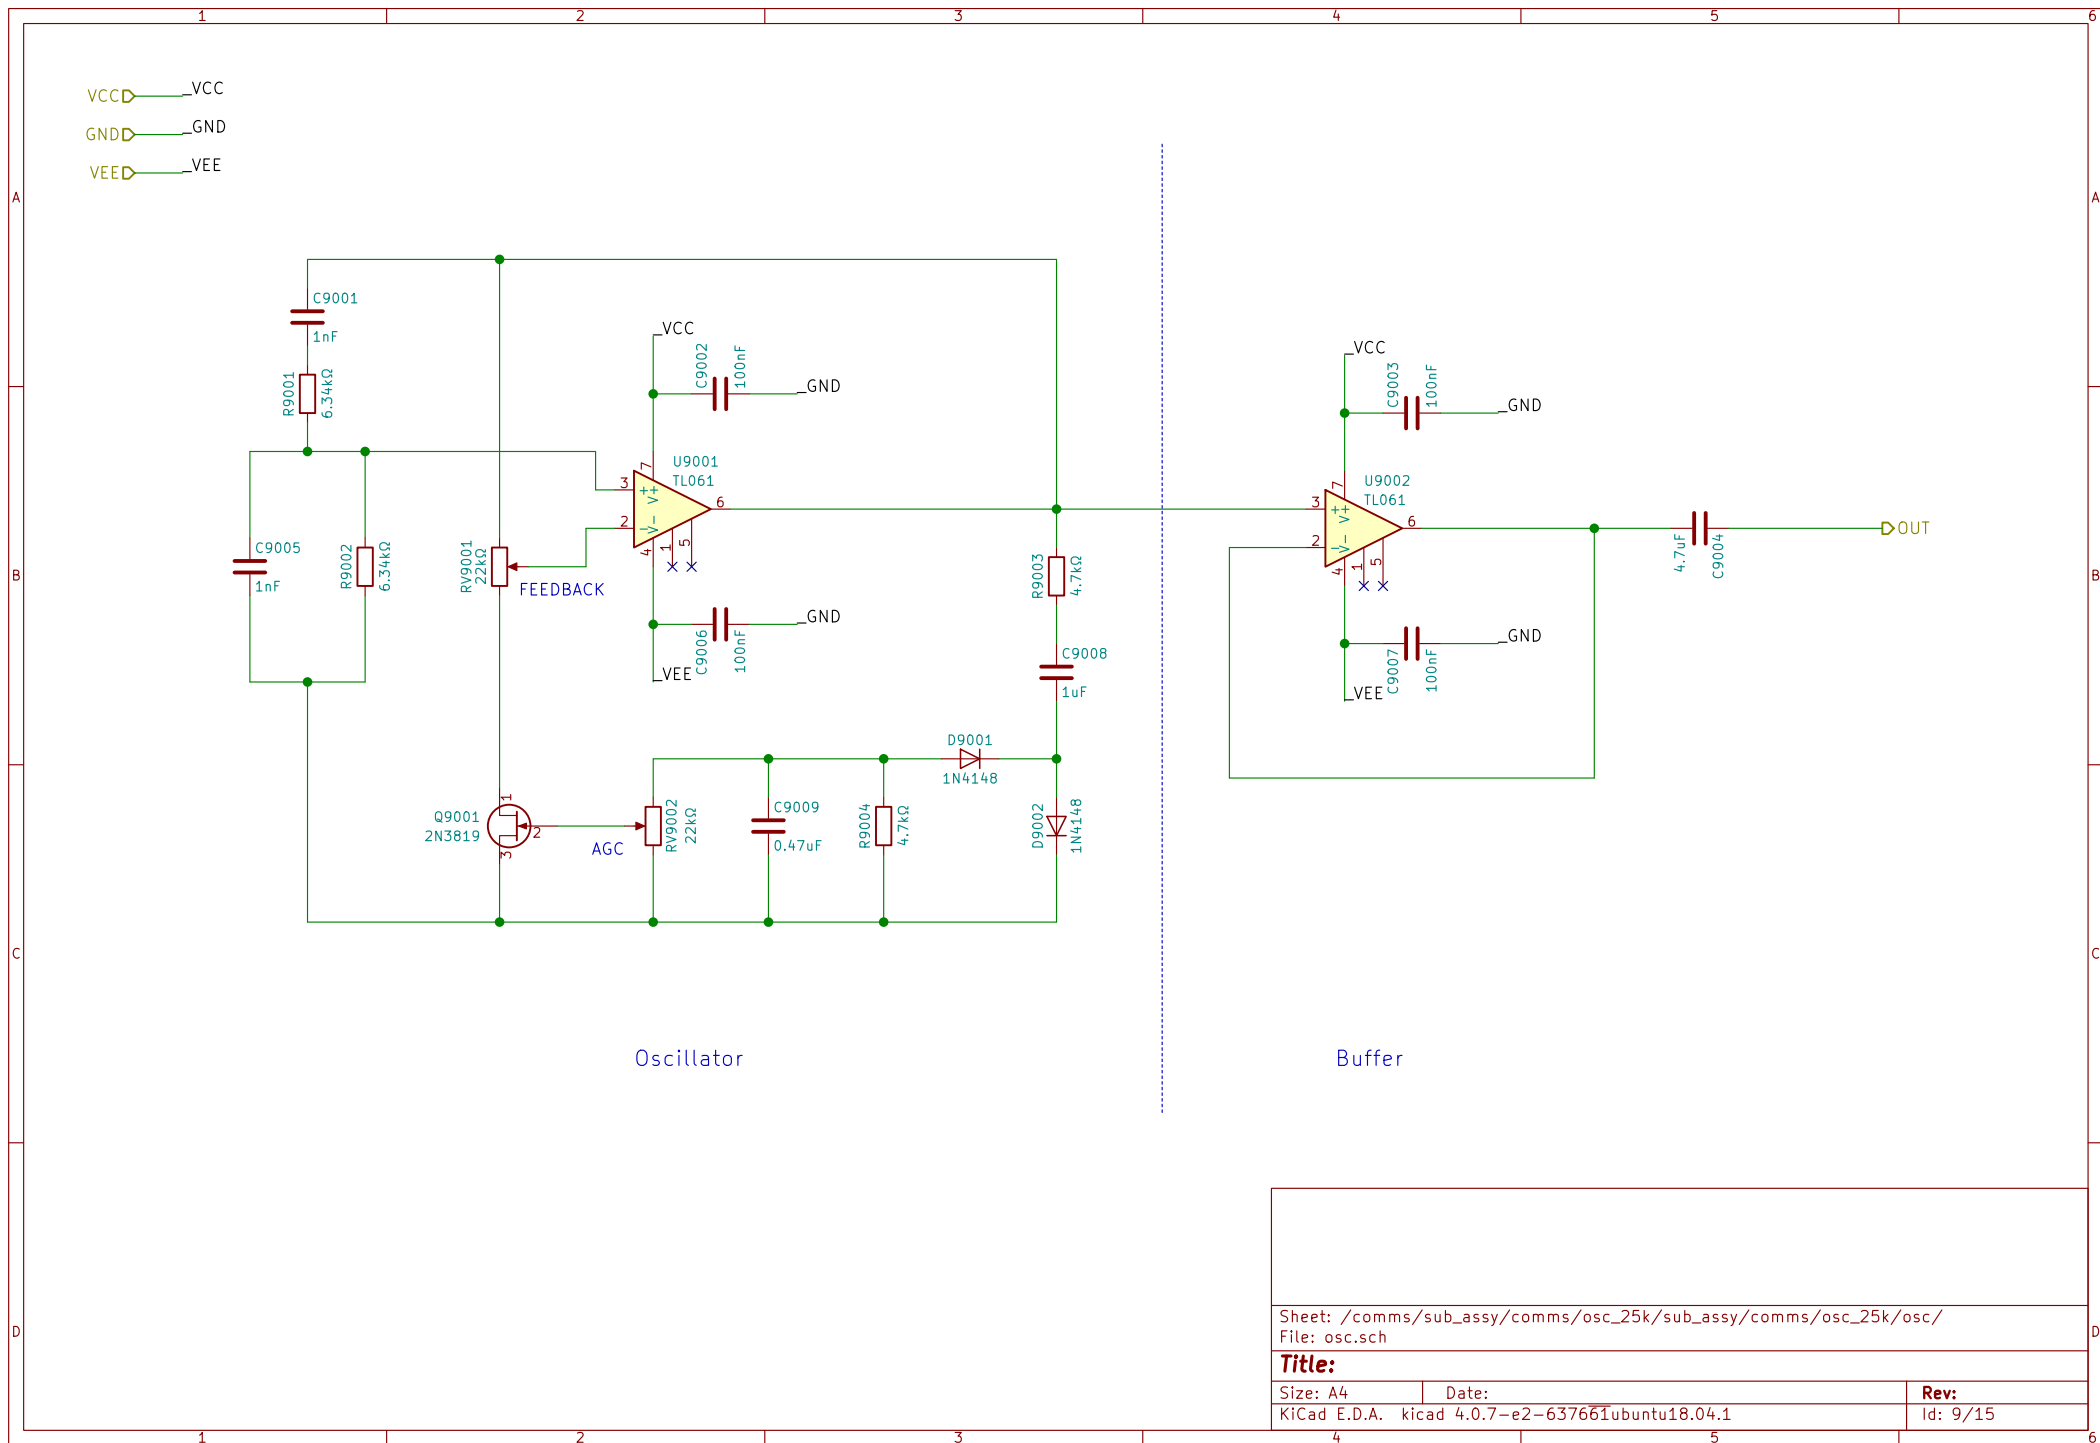 1 2 3 4 5 6
VCC _VCC
GND _GND
VEE _VEE
A A
C9001
1nF
R9001
6.34kΩ
_VCC
C9002
100nF
_GND
_VCC
C9003
100nF
_GND
U9001
TL061
7
3
2
6
4
1
5
+
-
V+
V-
U9002
TL061
7
3
2
6
4
1
5
+
-
V+
V-
4.7uF
C9004
OUT
B B
C9005
1nF
R9002
6.34kΩ
RV9001
22kΩ
FEEDBACK
R9003
4.7kΩ
C9006
100nF
_GND
_VEE
C9007
100nF
_GND
_VEE
C9008
1uF
D9001
1N4148
Q9001
2N3819
1
2
3
AGC
RV9002
22kΩ
C9009
0.47uF
R9004
4.7kΩ
D9002
1N4148
C C
Oscillator
Buffer
D D
Sheet: /comms/sub_assy/comms/osc_25k/sub_assy/comms/osc_25k/osc/
File: osc.sch
Title:
Size: A4 Date: Rev:
KiCad E.D.A. kicad 4.0.7-e2-637661ubuntu18.04.1 Id: 9/15
1 2 3 4 5 6